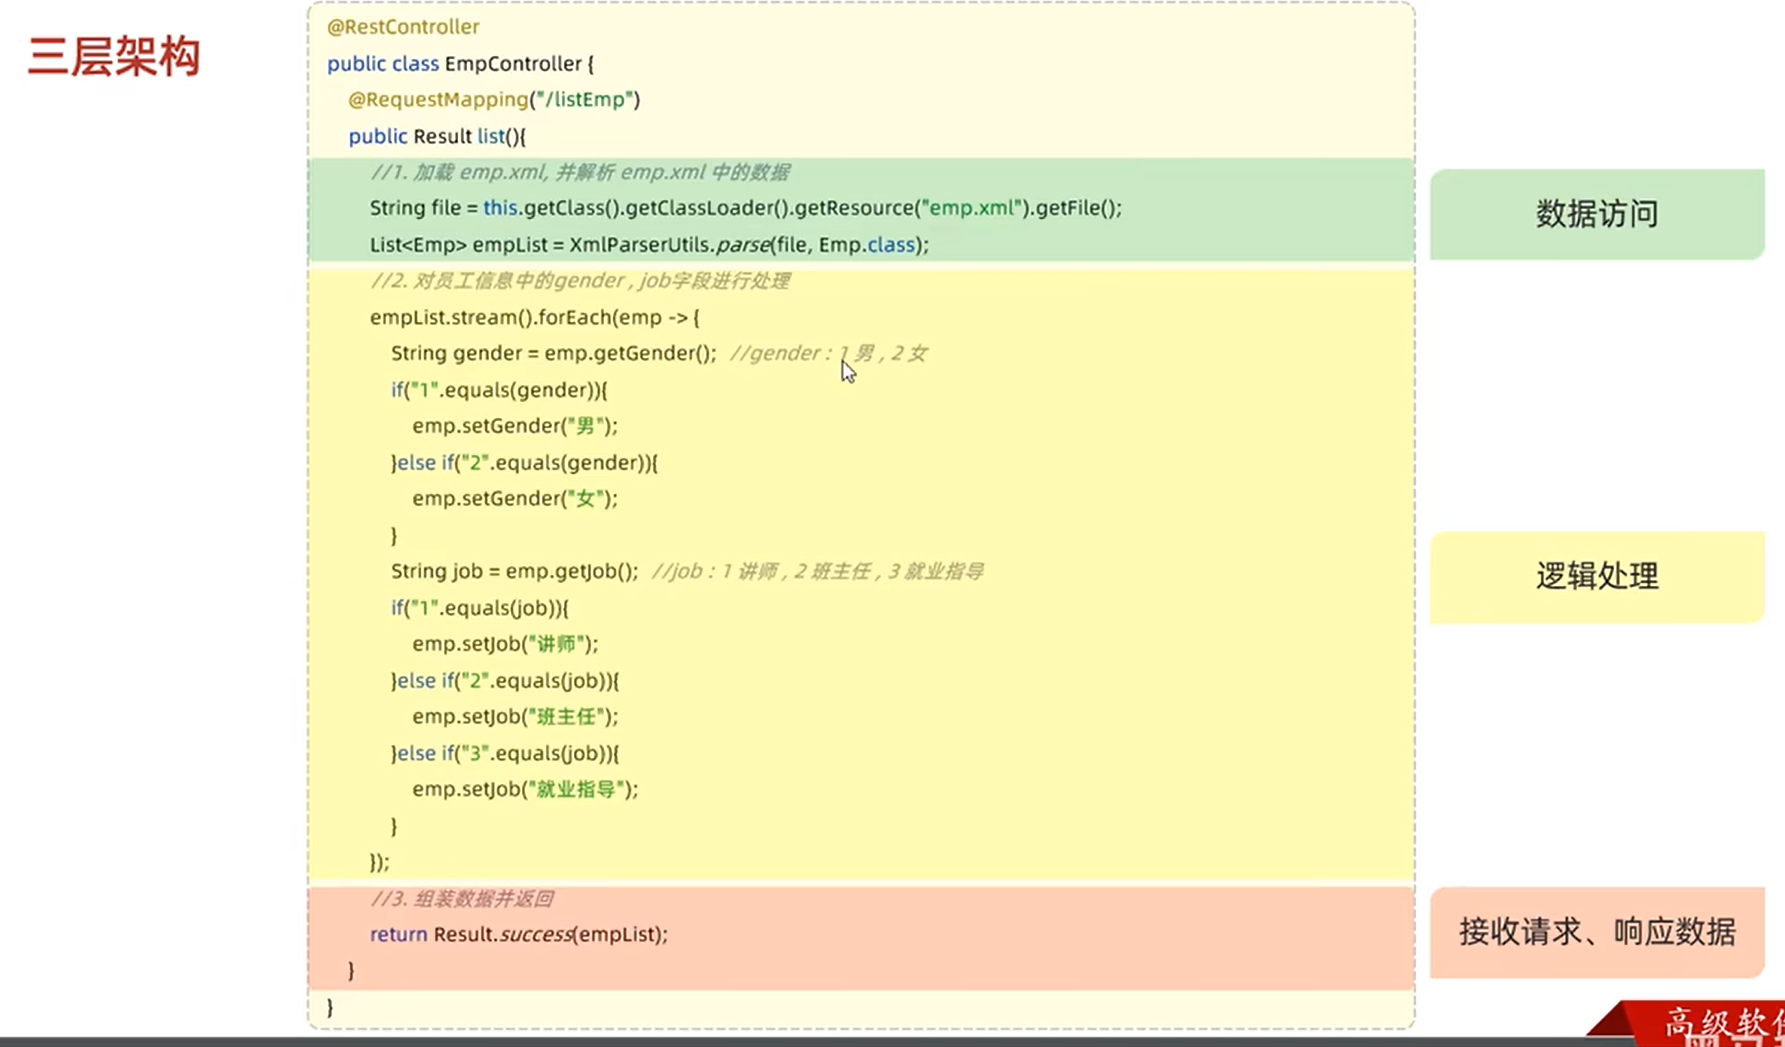 三层架构
@RestController
public class EmpController {
@RequestMapping("/listEmp")
public Result list(){
//1. 加载 emp.xml, 并解析 emp.xml 中的数据
String file = this.getClass().getClassLoader().getResource("emp.xml").getFile();
List<Emp> empList = XmlParserUtils.parse(file, Emp.class);
//2. 对员工信息中的gender , job字段进行处理
empList.stream().forEach(emp -> {
String gender = emp.getGender(); //gender : 1 男 , 2 女
if("1".equals(gender)){
emp.setGender("男");
}else if("2".equals(gender)){
emp.setGender("女");
}
String job = emp.getJob(); //job : 1 讲师 , 2 班主任 , 3 就业指导
if("1".equals(job)){
emp.setJob("讲师");
}else if("2".equals(job)){
emp.setJob("班主任");
}else if("3".equals(job)){
emp.setJob("就业指导");
}
});
//3. 组装数据并返回
return Result.success(empList);
}
}
数据访问
逻辑处理
接收请求、响应数据
高级软